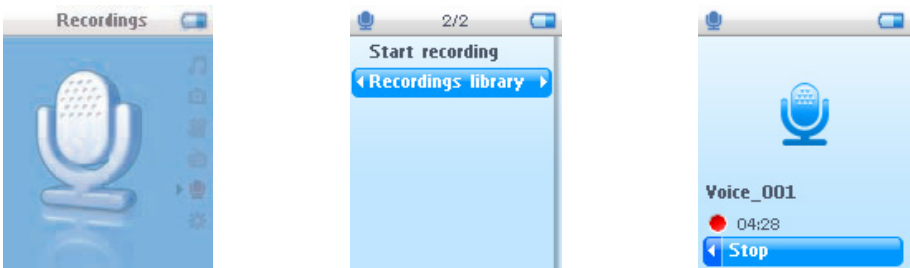 Recordings
2/2
Start recording
Recordings library
Voice_001
04:28
Stop